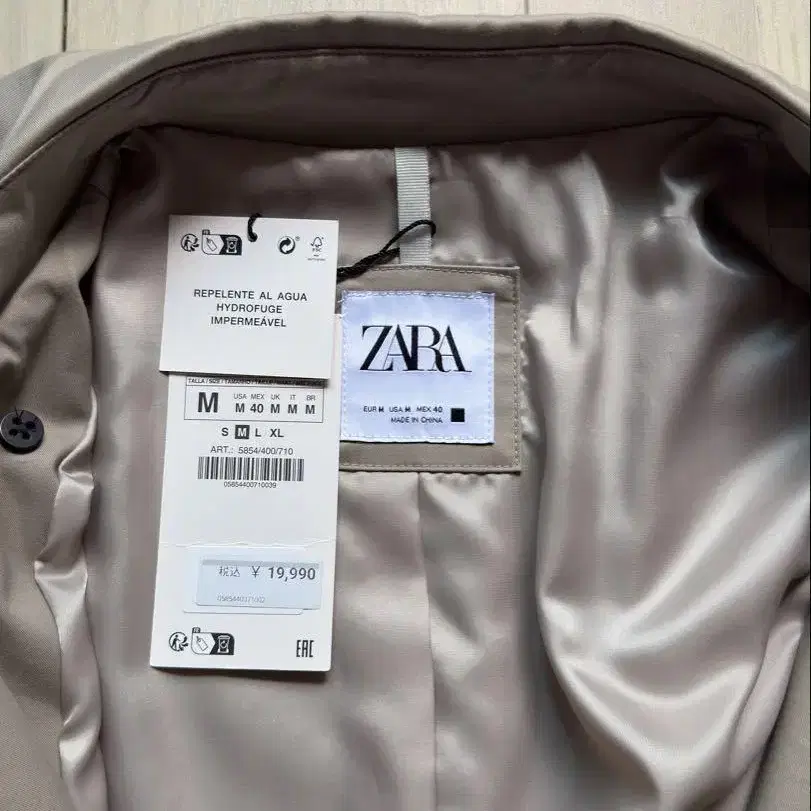 REPELENTE AL AGUA
HYDROFUGE
IMPERMEÁVEL
M
USA MEX UK IT BR
M 40 M M M
S M L XL
ART.: 5854/400/710
05854400710039
税込 ¥ 19,990
EAC
ZARA
EUR M USA M MEX 40
MADE IN CHINA